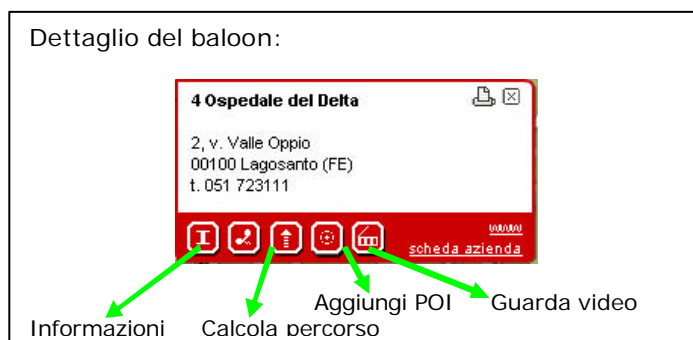 Dettaglio del baloon:
4 Ospedale del Delta
2, v. Valle Oppio
00100 Lagosanto (FE)
t. 051 723111
www
scheda azienda
Aggiungi POI Guarda video
Informazioni Calcola percorso